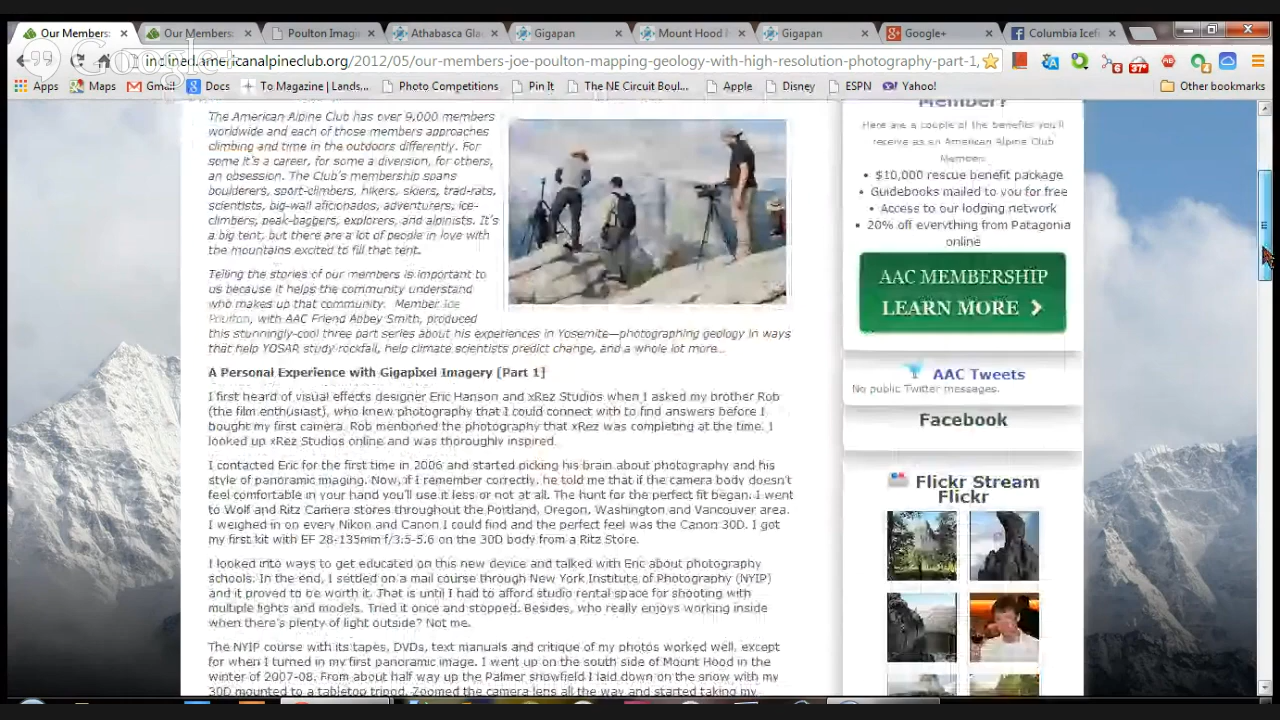 Our Members:
Our Members:
Poulton Imagi
Athabasca Gla
Gigapan
Mount Hood
Gigapan
Google+
Columbia Icefi
inclined.americanalpineclub.org/2012/05/our-members-joe-poulton-mapping-geology-with-high-resolution-photography-part-1,
Apps
Maps
Gmail
Docs
To Magazine | Lands,...
Photo Competitions
Pin It
The NE Circuit Boul...
Apple
Disney
ESPN
Yahoo!
Other bookmarks
The American Alpine Club has over 9,000 members
worldwide and each of those members approaches
climbing and time in the outdoors differently. For
some it's a career, for some a diversion, for others,
an obsession. The Club's membership spans
boulderers, sport-climbers, hikers, skiers, trad-rats,
scientists, big-wall aficionados, adventurers, ice-
climbers, peak-baggers, explorers, and alpinists. It's
a big tent, but there are a lot of people in love with
the mountains excited to fill that tent.
Telling the stories of our members is important to
us because it helps the community understand
who makes up that community. Member Joe
Poulton, with AAC Friend Abbey Smith, produced
this stunningly-cool three part series about his experiences in Yosemite—photographing geology in ways
that help YOSAR study rockfall, help climate scientists predict change, and a whole lot more...
A Personal Experience with Gigapixel Imagery [Part 1]
I first heard of visual effects designer Eric Hanson and xRez Studios when I asked my brother Rob
(the film enthusiast), who knew photography that I could connect with to find answers before I
bought my first camera. Rob mentioned the photography that xRez was completing at the time. I
looked up xRez Studios online and was thoroughly inspired.
I contacted Eric for the first time in 2006 and started picking his brain about photography and his
style of panoramic imaging. Now, if I remember correctly, he told me that if the camera body doesn't
feel comfortable in your hand you'll use it less or not at all. The hunt for the perfect fit began. I went
to Wolf and Ritz Camera stores throughout the Portland, Oregon, Washington and Vancouver area.
I weighed in on every Nikon and Canon I could find and the perfect feel was the Canon 30D. I got
my first kit with EF 28-135mm f/3.5-5.6 on the 30D body from a Ritz Store.
I looked into ways to get educated on this new device and talked with Eric about photography
schools. In the end, I settled on a mail course through New York Institute of Photography (NYIP)
and it proved to be worth it. That is until I had to afford studio rental space for shooting with
multiple lights and models. Tried it once and stopped. Besides, who really enjoys working inside
when there's plenty of light outside? Not me.
The NYIP course with its tapes, DVDs, text manuals and critique of my photos worked well, except
for when I turned in my first panoramic image. I went up on the south side of Mount Hood in the
winter of 2007-08. From about half way up the Palmer snowfield I laid down on the snow with my
30D mounted to a tabletop tripod. Zoomed the camera lens all the way and started taking my
Member?
Here are a couple of the benefits you'll
receive as an American Alpine Club
Member:
• $10,000 rescue benefit package
• Guidebooks mailed to you for free
• Access to our lodging network
• 20% off everything from Patagonia
online
AAC MEMBERSHIP
LEARN MORE
AAC Tweets
No public Twitter messages.
Facebook
Flickr Stream
Flickr